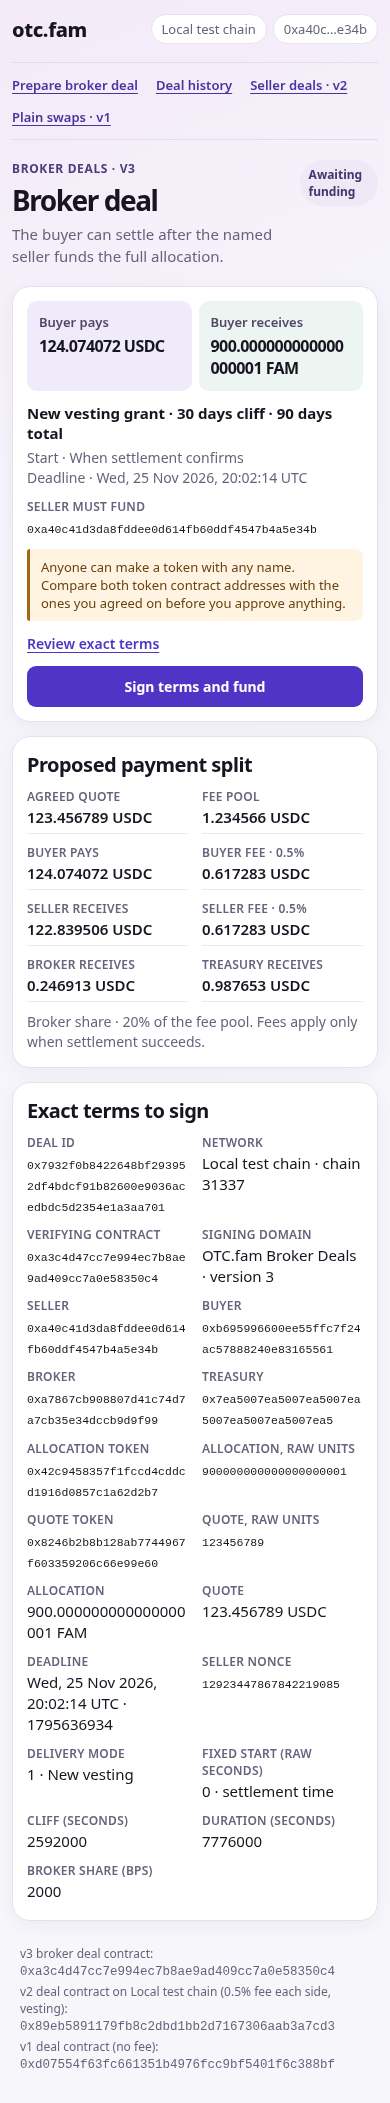 otc.fam
Local test chain
0xa40c…e34b
Prepare broker deal
Deal history
Seller deals · v2
Plain swaps · v1
BROKER DEALS · V3
Broker deal
Awaiting
funding
The buyer can settle after the named
seller funds the full allocation.
Buyer pays
124.074072 USDC
Buyer receives
900.000000000000
000001 FAM
New vesting grant · 30 days cliff · 90 days
total
Start · When settlement confirms
Deadline · Wed, 25 Nov 2026, 20:02:14 UTC
SELLER MUST FUND
0xa40c41d3da8fddee0d614fb60ddf4547b4a5e34b
Anyone can make a token with any name.
Compare both token contract addresses with the
ones you agreed on before you approve anything.
Review exact terms
Sign terms and fund
Proposed payment split
AGREED QUOTE
123.456789 USDC
FEE POOL
1.234566 USDC
BUYER PAYS
124.074072 USDC
BUYER FEE · 0.5%
0.617283 USDC
SELLER RECEIVES
122.839506 USDC
SELLER FEE · 0.5%
0.617283 USDC
BROKER RECEIVES
0.246913 USDC
TREASURY RECEIVES
0.987653 USDC
Broker share · 20% of the fee pool. Fees apply only
when settlement succeeds.
Exact terms to sign
DEAL ID
0x7932f0b8422648bf29395
2df4bdcf91b82600e9036ac
edbdc5d2354e1a3aa701
NETWORK
Local test chain · chain
31337
VERIFYING CONTRACT
0xa3c4d47cc7e994ec7b8ae
9ad409cc7a0e58350c4
SIGNING DOMAIN
OTC.fam Broker Deals
· version 3
SELLER
0xa40c41d3da8fddee0d614
fb60ddf4547b4a5e34b
BUYER
0xb695996600ee55ffc7f24
ac57888240e83165561
BROKER
0xa7867cb908807d41c74d7
a7cb35e34dccb9d9f99
TREASURY
0x7ea5007ea5007ea5007ea
5007ea5007ea5007ea5
ALLOCATION TOKEN
0x42c9458357f1fccd4cddc
d1916d0857c1a62d2b7
ALLOCATION, RAW UNITS
900000000000000000001
QUOTE TOKEN
0x8246b2b8b128ab7744967
f603359206c66e99e60
QUOTE, RAW UNITS
123456789
ALLOCATION
900.000000000000000
001 FAM
QUOTE
123.456789 USDC
DEADLINE
Wed, 25 Nov 2026,
20:02:14 UTC ·
1795636934
SELLER NONCE
12923447867842219085
DELIVERY MODE
1 · New vesting
FIXED START (RAW
SECONDS)
0 · settlement time
CLIFF (SECONDS)
2592000
DURATION (SECONDS)
7776000
BROKER SHARE (BPS)
2000
v3 broker deal contract:
0xa3c4d47cc7e994ec7b8ae9ad409cc7a0e58350c4
v2 deal contract on Local test chain (0.5% fee each side,
vesting):
0x89eb5891179fb8c2dbd1bb2d7167306aab3a7cd3
v1 deal contract (no fee):
0xd07554f63fc661351b4976fcc9bf5401f6c388bf